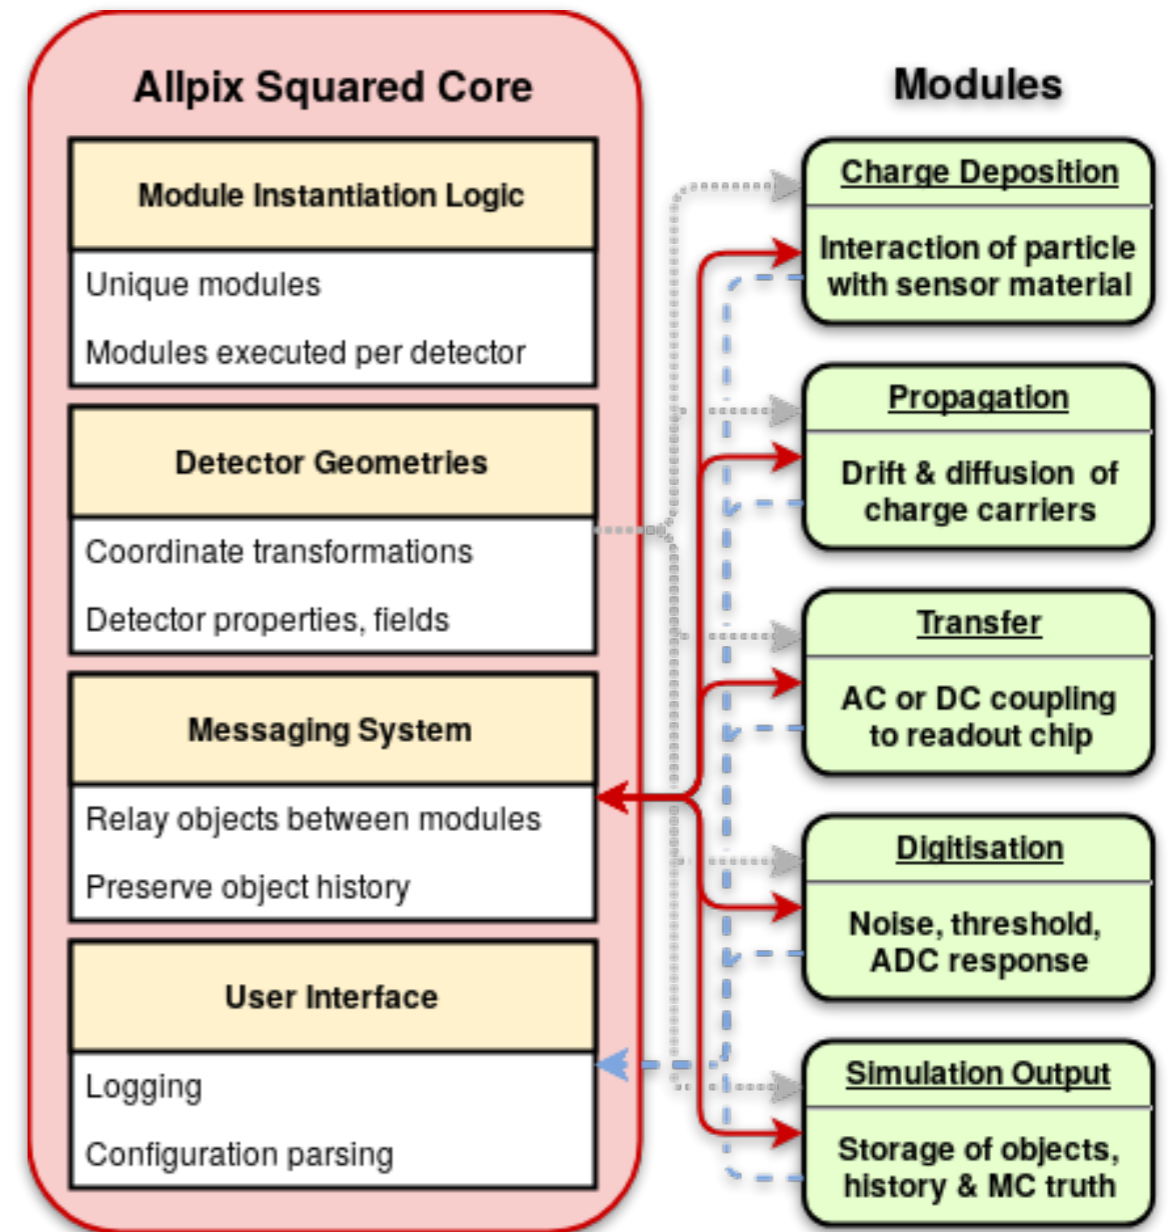 Allpix Squared Core
Module Instantiation Logic
Unique modules
Modules executed per detector
Detector Geometries
Coordinate transformations
Detector properties, fields
Messaging System
Relay objects between modules
Preserve object history
User Interface
Logging
Configuration parsing
Modules
Charge Deposition
Interaction of particle
with sensor material
Propagation
Drift & diffusion of
charge carriers
Transfer
AC or DC coupling
to readout chip
Digitisation
Noise, threshold,
ADC response
Simulation Output
Storage of objects,
history & MC truth